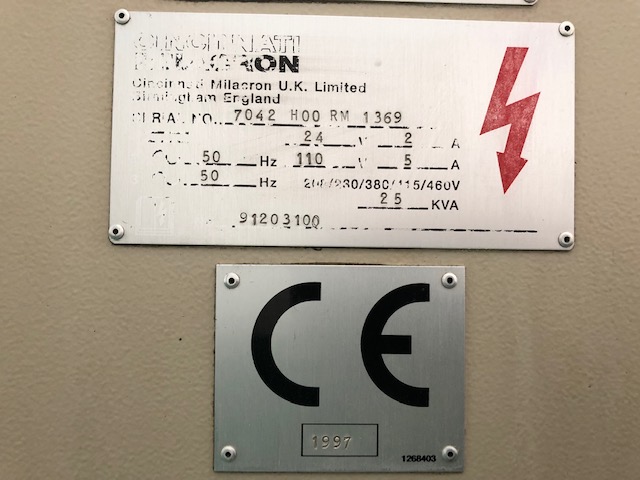 CINCINNATI
MILACRON
Cincinnati Milacron U.K. Limited
Birmingham England
SERIAL NO. 7042 H00 RM 1369
24 V 2 A
50 Hz 110 V 5 A
50 Hz 208/230/380/415/460V
25 KVA
91203100
CE
1997
1268403